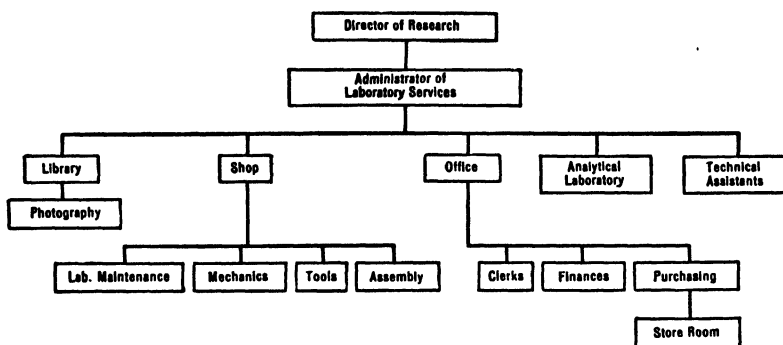 Director of Research
Administrator of
Laboratory Services
Library
Shop
Office
Analytical
Laboratory
Technical
Assistants
Photography
Lab. Maintenance
Mechanics
Tools
Assembly
Clerks
Finances
Purchasing
Store Room